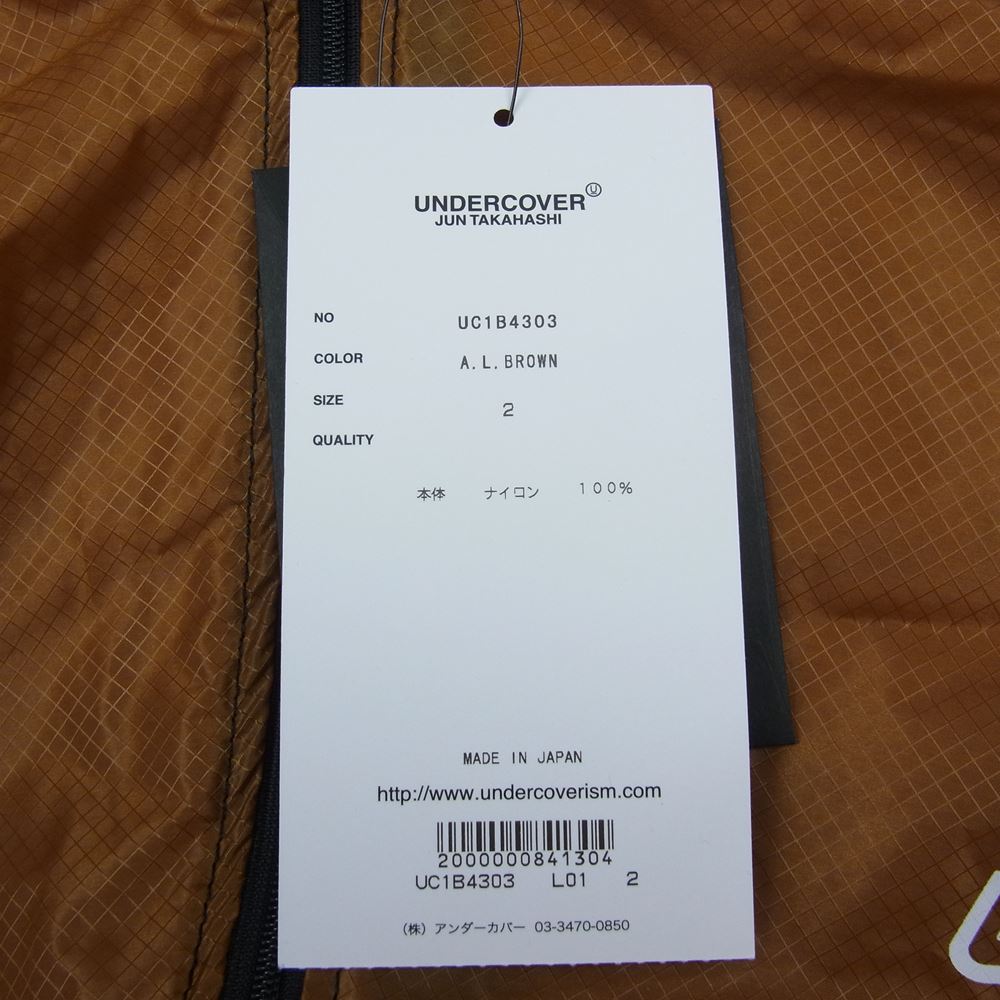 UNDERCOVER Ⓤ
JUN TAKAHASHI
NO UC1B4303
COLOR A.L.BROWN
SIZE 2
QUALITY
本体 ナイロン 100%
MADE IN JAPAN
http://www.undercoverism.com
2000000841304
UC1B4303 L01 2
(株) アンダーカバー 03-3470-0850